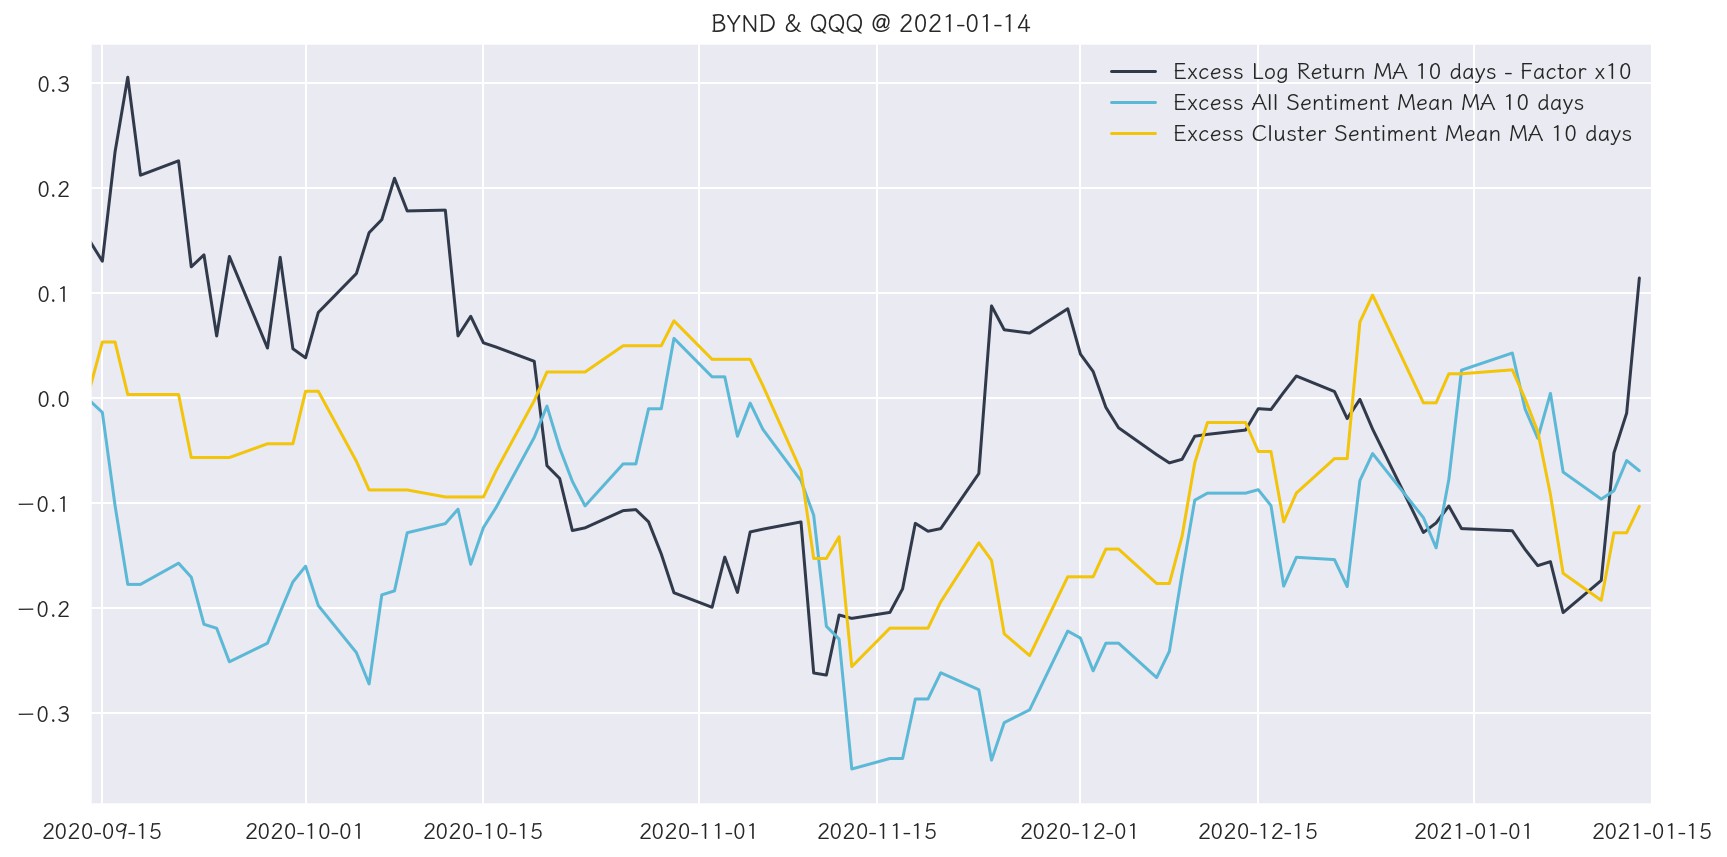 BYND & QQQ @ 2021-01-14
Excess Log Return MA 10 days - Factor x10
Excess All Sentiment Mean MA 10 days
Excess Cluster Sentiment Mean MA 10 days
0.3
0.2
0.1
0.0
−0.1
−0.2
−0.3
2020-09-15 2020-10-01 2020-10-15 2020-11-01 2020-11-15 2020-12-01 2020-12-15 2021-01-01 2021-01-15